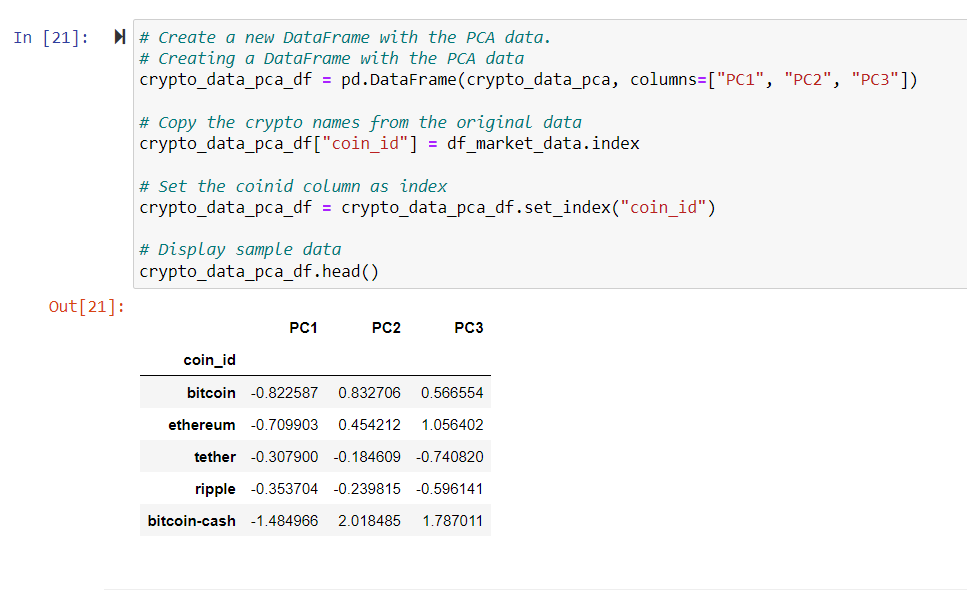 In [21]:
# Create a new DataFrame with the PCA data.
# Creating a DataFrame with the PCA data
crypto_data_pca_df = pd.DataFrame(crypto_data_pca, columns=["PC1", "PC2", "PC3"])
# Copy the crypto names from the original data
crypto_data_pca_df["coin_id"] = df_market_data.index
# Set the coinid column as index
crypto_data_pca_df = crypto_data_pca_df.set_index("coin_id")
# Display sample data
crypto_data_pca_df.head()
Out[21]:
PC1 PC2 PC3
coin_id
bitcoin -0.822587 0.832706 0.566554
ethereum -0.709903 0.454212 1.056402
tether -0.307900 -0.184609 -0.740820
ripple -0.353704 -0.239815 -0.596141
bitcoin-cash -1.484966 2.018485 1.787011